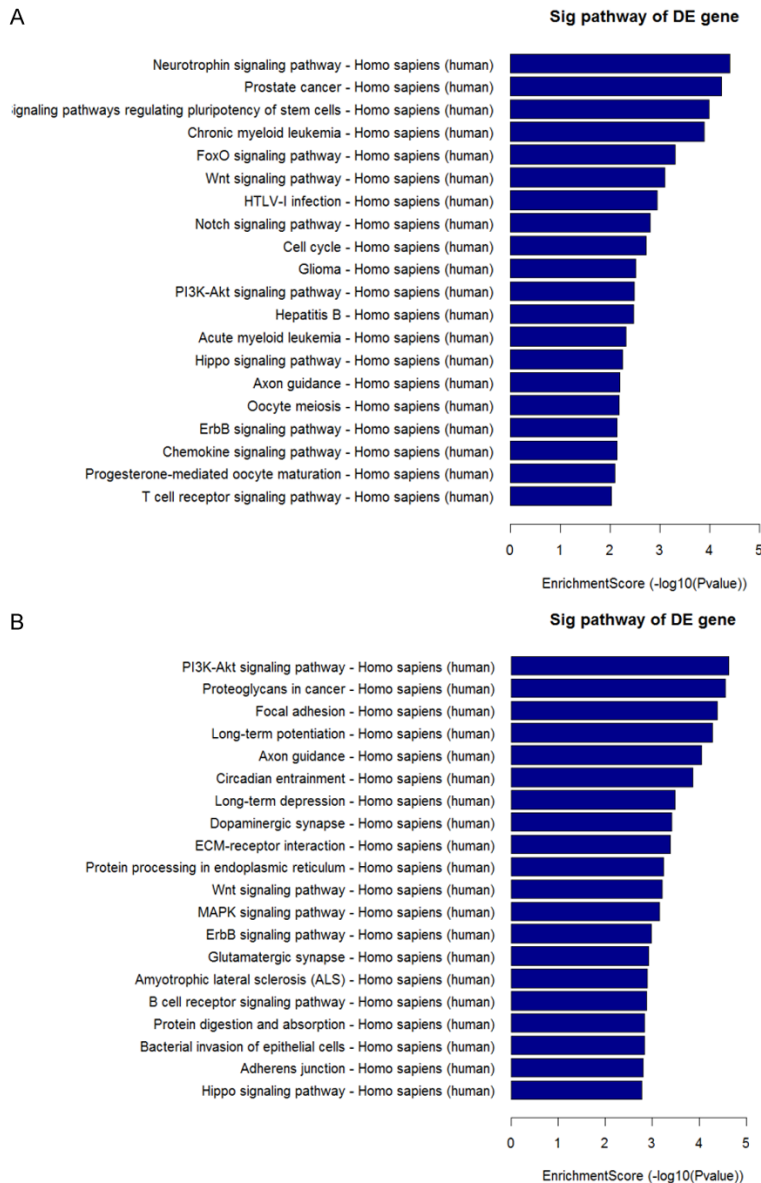 A
Sig pathway of DE gene
Neurotrophin signaling pathway - Homo sapiens (human)
Prostate cancer - Homo sapiens (human)
ignaling pathways regulating pluripotency of stem cells - Homo sapiens (human)
Chronic myeloid leukemia - Homo sapiens (human)
FoxO signaling pathway - Homo sapiens (human)
Wnt signaling pathway - Homo sapiens (human)
HTLV-I infection - Homo sapiens (human)
Notch signaling pathway - Homo sapiens (human)
Cell cycle - Homo sapiens (human)
Glioma - Homo sapiens (human)
PI3K-Akt signaling pathway - Homo sapiens (human)
Hepatitis B - Homo sapiens (human)
Acute myeloid leukemia - Homo sapiens (human)
Hippo signaling pathway - Homo sapiens (human)
Axon guidance - Homo sapiens (human)
Oocyte meiosis - Homo sapiens (human)
ErbB signaling pathway - Homo sapiens (human)
Chemokine signaling pathway - Homo sapiens (human)
Progesterone-mediated oocyte maturation - Homo sapiens (human)
T cell receptor signaling pathway - Homo sapiens (human)
0 1 2 3 4 5
EnrichmentScore (-log10(Pvalue))
B
Sig pathway of DE gene
PI3K-Akt signaling pathway - Homo sapiens (human)
Proteoglycans in cancer - Homo sapiens (human)
Focal adhesion - Homo sapiens (human)
Long-term potentiation - Homo sapiens (human)
Axon guidance - Homo sapiens (human)
Circadian entrainment - Homo sapiens (human)
Long-term depression - Homo sapiens (human)
Dopaminergic synapse - Homo sapiens (human)
ECM-receptor interaction - Homo sapiens (human)
Protein processing in endoplasmic reticulum - Homo sapiens (human)
Wnt signaling pathway - Homo sapiens (human)
MAPK signaling pathway - Homo sapiens (human)
ErbB signaling pathway - Homo sapiens (human)
Glutamatergic synapse - Homo sapiens (human)
Amyotrophic lateral sclerosis (ALS) - Homo sapiens (human)
B cell receptor signaling pathway - Homo sapiens (human)
Protein digestion and absorption - Homo sapiens (human)
Bacterial invasion of epithelial cells - Homo sapiens (human)
Adherens junction - Homo sapiens (human)
Hippo signaling pathway - Homo sapiens (human)
0 1 2 3 4 5
EnrichmentScore (-log10(Pvalue))